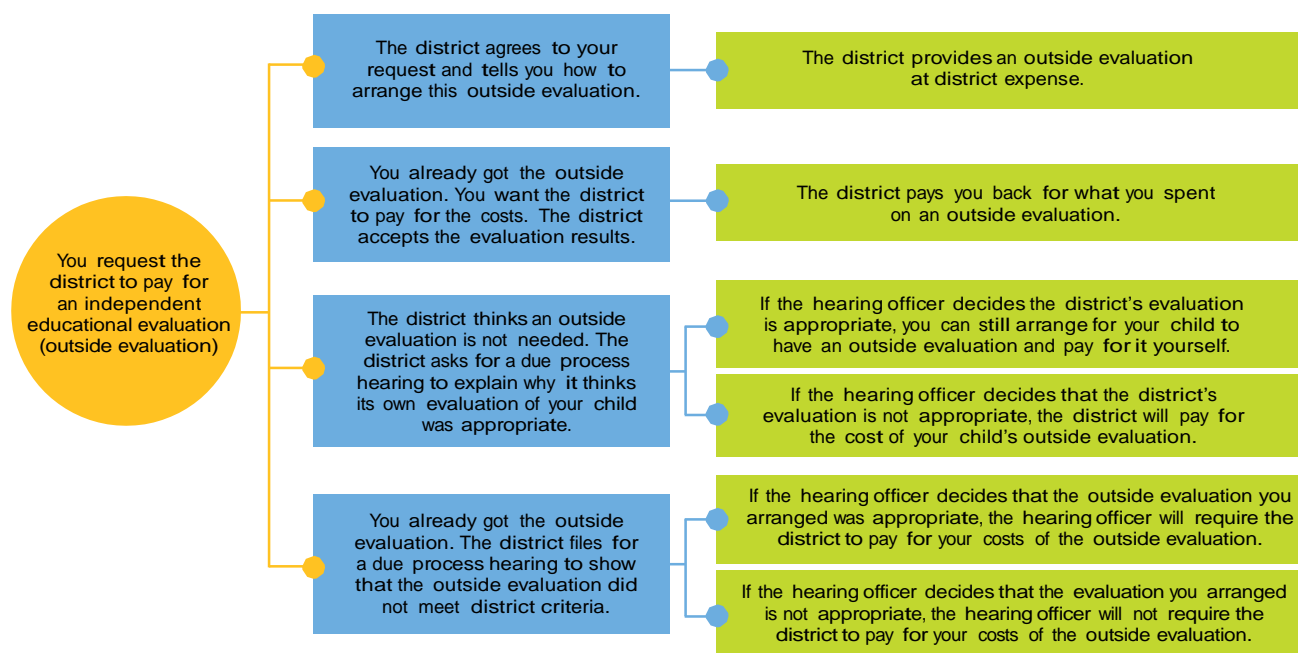 You request the
district to pay for
an independent
educational evaluation
(outside evaluation)
The district agrees to your
request and tells you how to
arrange this outside evaluation.
The district provides an outside evaluation
at district expense.
You already got the outside
evaluation. You want the district
to pay for the costs. The district
accepts the evaluation results.
The district pays you back for what you spent
on an outside evaluation.
The district thinks an outside
evaluation is not needed. The
district asks for a due process
hearing to explain why it thinks
its own evaluation of your child
was appropriate.
If the hearing officer decides the district’s evaluation
is appropriate, you can still arrange for your child to
have an outside evaluation and pay for it yourself.
If the hearing officer decides that the district’s
evaluation is not appropriate, the district will pay for
the cost of your child’s outside evaluation.
You already got the outside
evaluation. The district files for
a due process hearing to show
that the outside evaluation did
not meet district criteria.
If the hearing officer decides that the outside evaluation you
arranged was appropriate, the hearing officer will require the
district to pay for your costs of the outside evaluation.
If the hearing officer decides that the evaluation you arranged
is not appropriate, the hearing officer will not require the
district to pay for your costs of the outside evaluation.